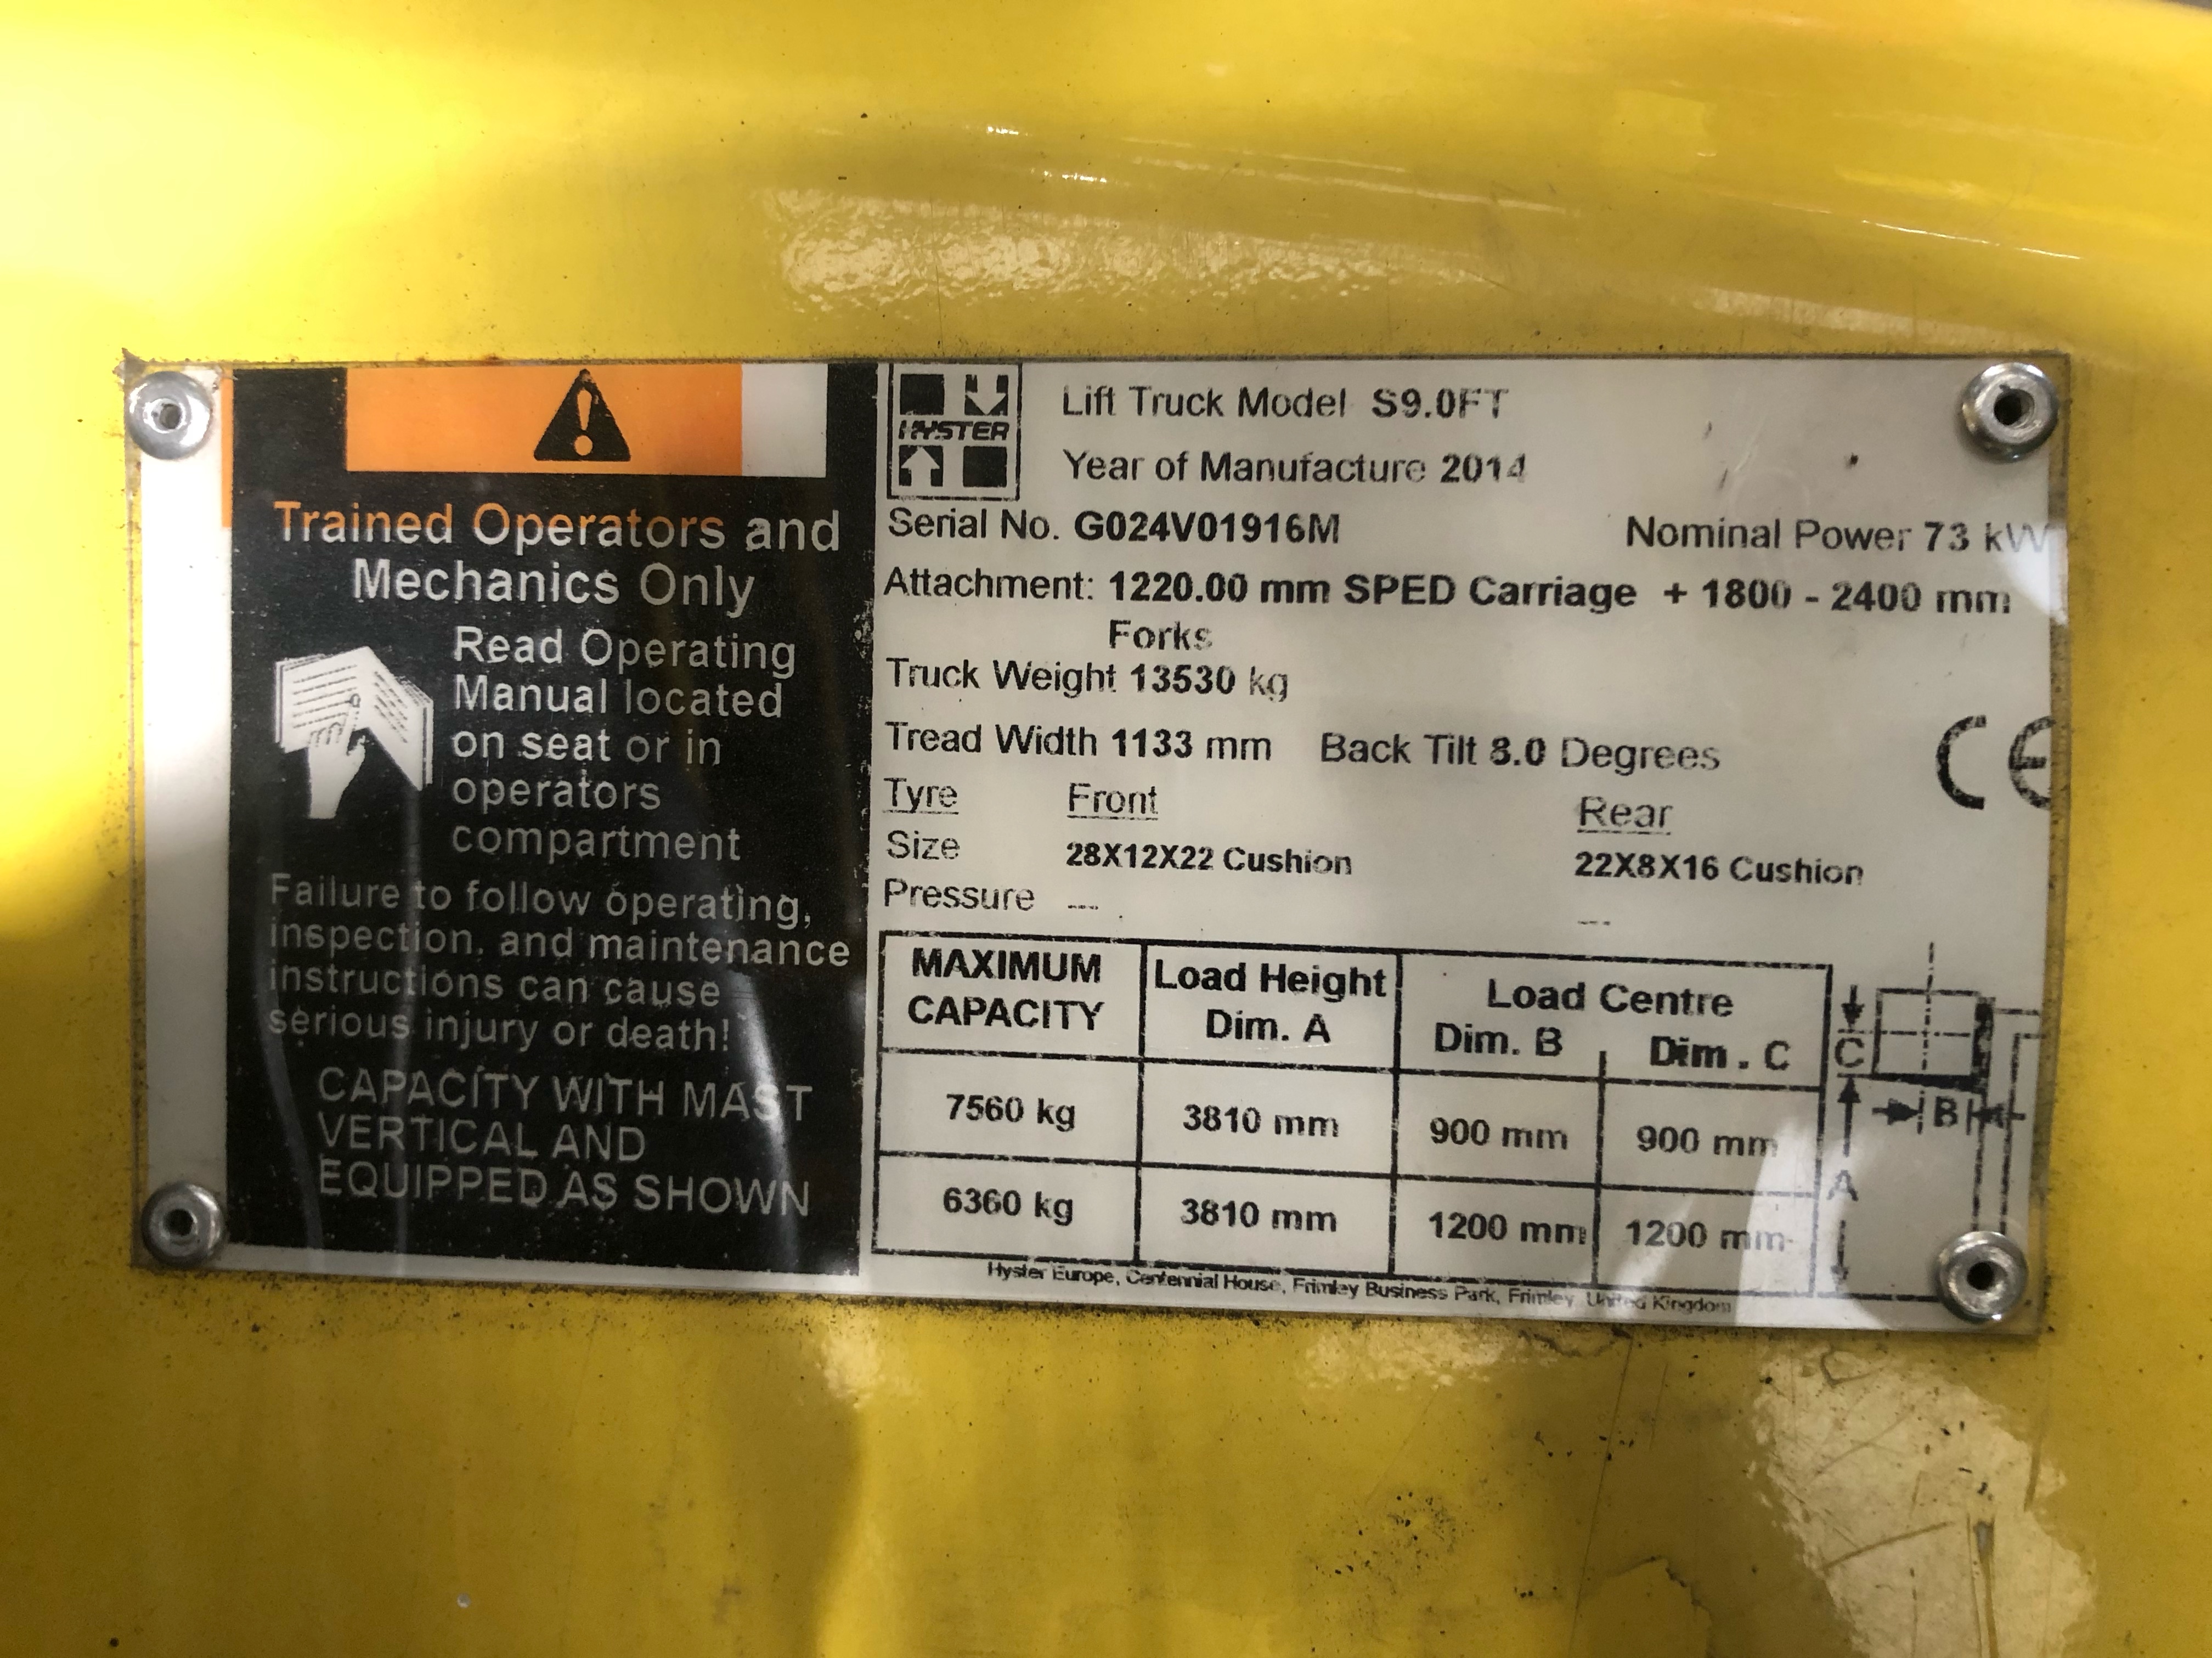 Trained Operators and
Mechanics Only
Read Operating
Manual located
on seat or in
operators
compartment
Failure to follow operating,
inspection, and maintenance
instructions can cause
serious injury or death!
CAPACITY WITH MAST
VERTICAL AND
EQUIPPED AS SHOWN
HYSTER
Lift Truck Model S9.0FT
Year of Manufacture 2014
Serial No. G024V01916M Nominal Power 73 kW
Attachment: 1220.00 mm SPED Carriage + 1800 - 2400 mm
Forks
Truck Weight 13530 kg
Tread Width 1133 mm Back Tilt 8.0 Degrees
CE
Tyre Front Rear
Size 28X12X22 Cushion 22X8X16 Cushion
Pressure --- ---
MAXIMUM CAPACITY Load Height Dim. A Load Centre Dim. B Dim . C
7560 kg 3810 mm 900 mm 900 mm
6360 kg 3810 mm 1200 mm 1200 mm
C
B
A
Hyster Europe, Centennial House, Frimley Business Park, Frimley, United Kingdom